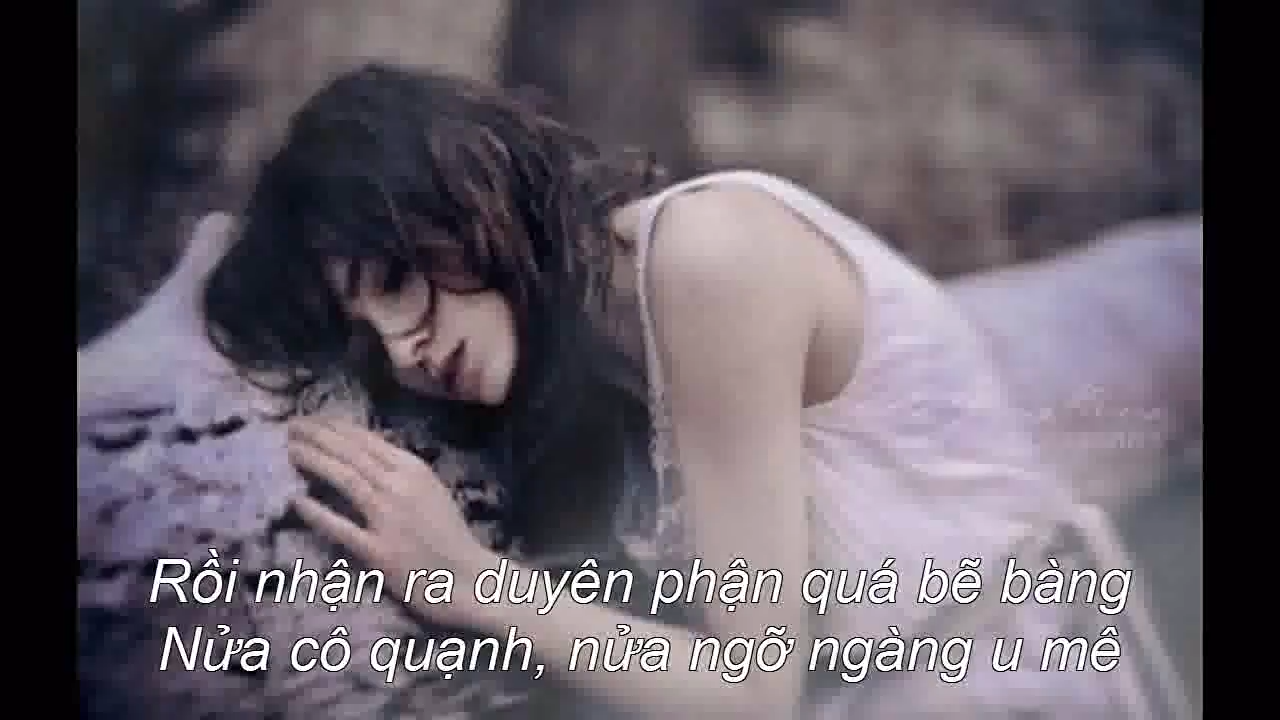 Rồi nhận ra duyên phận quá bẽ bàng
Nửa cô quạnh, nửa ngỡ ngàng u mê